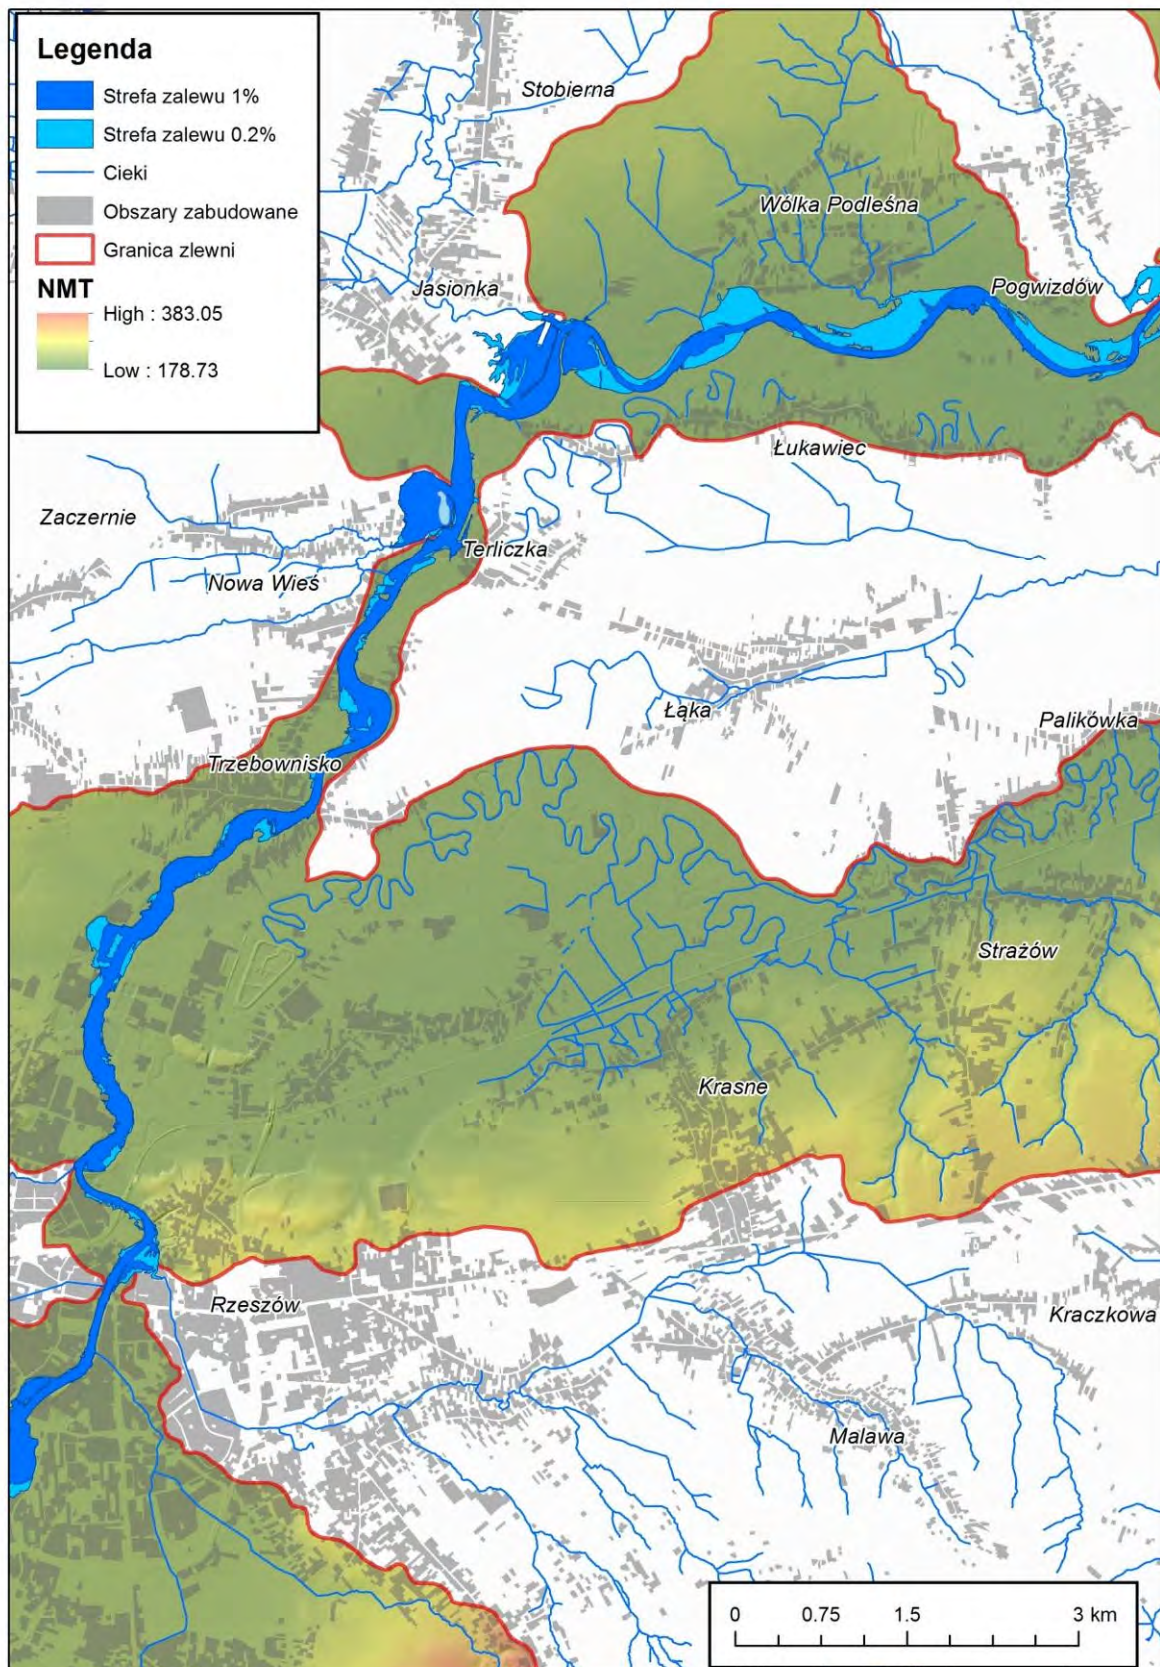 Legenda
Strefa zalewu 1%
Strefa zalewu 0.2%
Cieki
Obszary zabudowane
Granica zlewni
NMT
High : 383.05
Low : 178.73
Stobierna
Wólka Podleśna
Jasionka
Pogwizdów
Łukawiec
Zaczernie
Terliczka
Nowa Wieś
Łąka
Palikówka
Trzebownisko
Strażów
Krasne
Rzeszów
Kraczkowa
Malawa
0 0.75 1.5 3 km